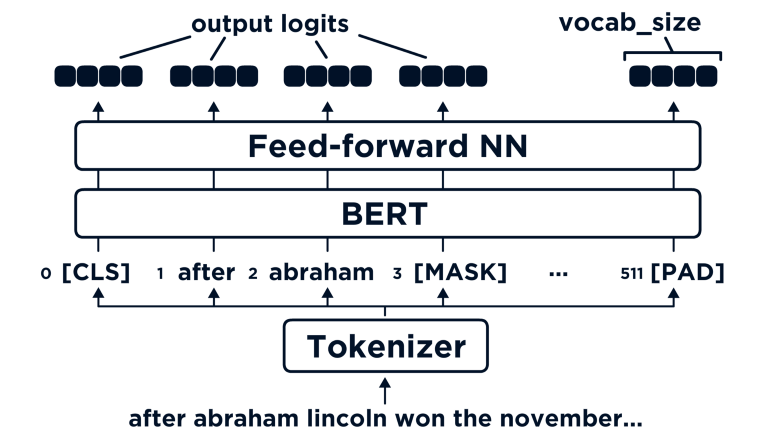 output logits
vocab_size
Feed-forward NN
BERT
0 [CLS] 1 after 2 abraham 3 [MASK] ... 511 [PAD]
Tokenizer
after abraham lincoln won the november...